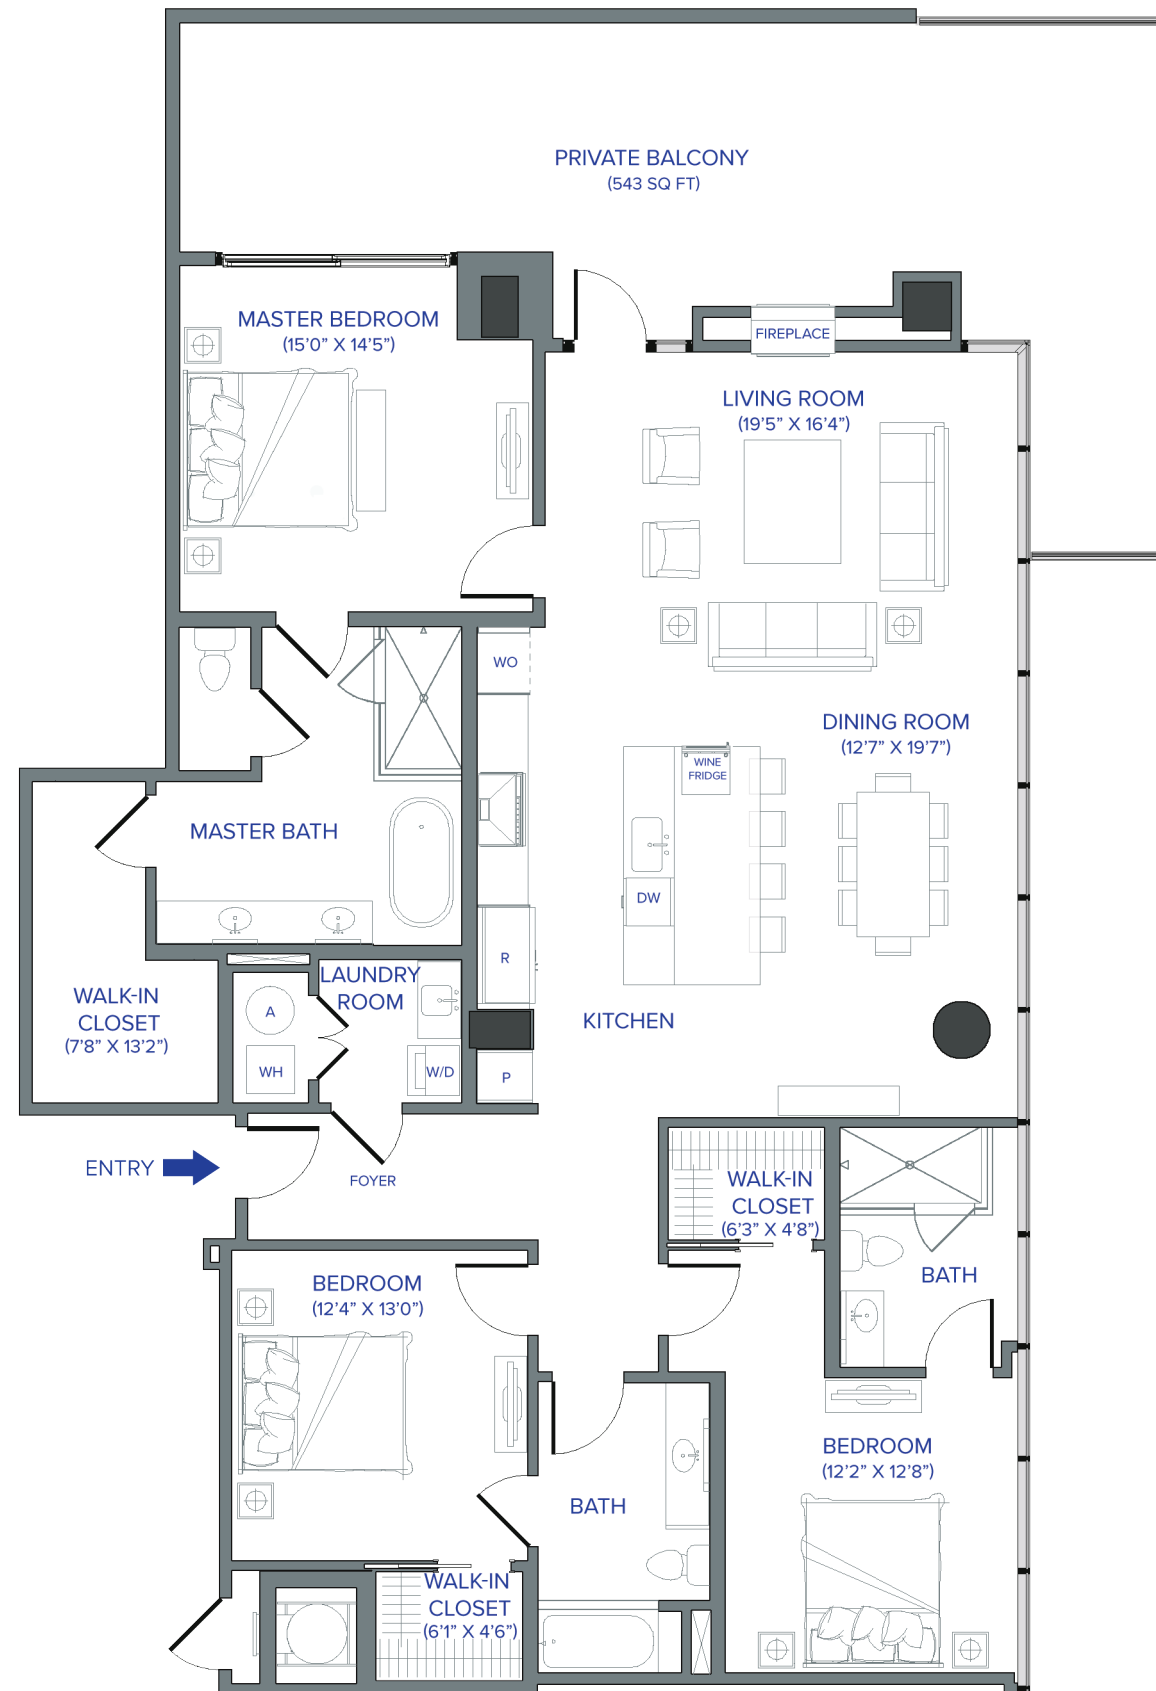 PRIVATE BALCONY
(543 SQ FT)
MASTER BEDROOM
(15’0” X 14’5”)
FIREPLACE
LIVING ROOM
(19’5” X 16’4”)
WO
DINING ROOM
(12’7” X 19’7”)
WINE
FRIDGE
MASTER BATH
DW
R
LAUNDRY
ROOM
WALK-IN
CLOSET
(7’8” X 13’2”)
A
KITCHEN
WH
W/D
P
ENTRY
FOYER
WALK-IN
CLOSET
(6’3” X 4’8”)
BATH
BEDROOM
(12’4” X 13’0”)
BEDROOM
(12’2” X 12’8”)
BATH
WALK-IN
CLOSET
(6’1” X 4’6”)